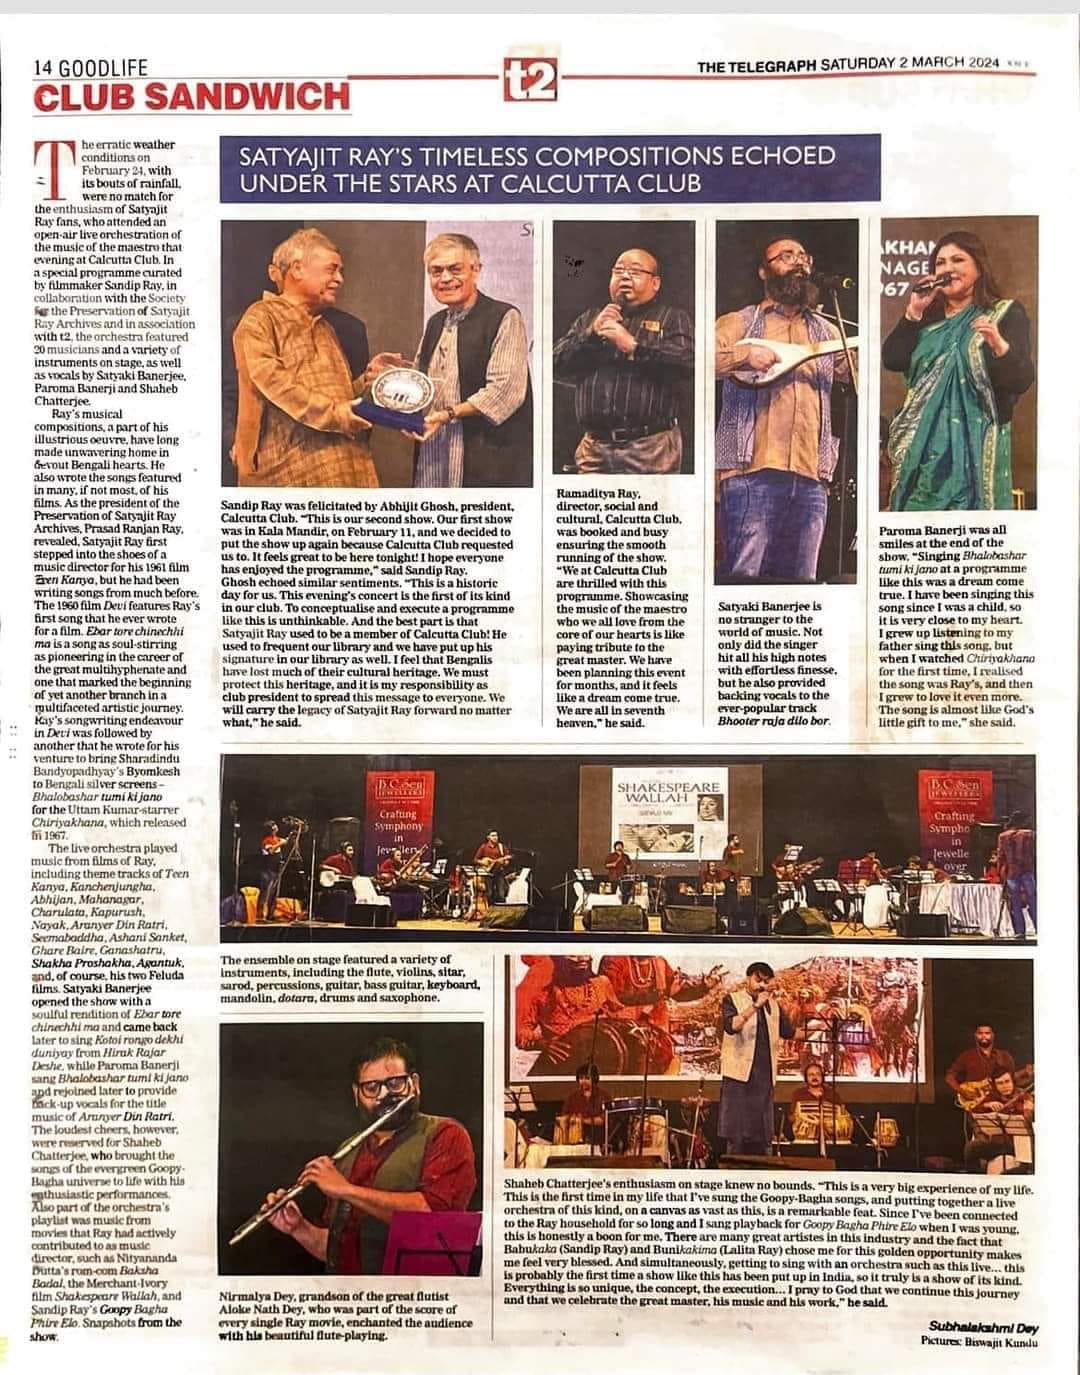 14 GOODLIFE
CLUB SANDWICH
t2
THE TELEGRAPH SATURDAY 2 MARCH 2024
SATYAJIT RAY'S TIMELESS COMPOSITIONS ECHOED
UNDER THE STARS AT CALCUTTA CLUB
The erratic weather
conditions on
February 24, with
its bouts of rainfall,
were no match for
the enthusiasm of Satyajit
Ray fans, who attended an
open-air live orchestration of
the music of the maestro that
evening at Calcutta Club. In
a special programme curated
by filmmaker Sandip Ray, in
collaboration with the Society
for the Preservation of Satyajit
Ray Archives and in association
with t2, the orchestra featured
20 musicians and a variety of
instruments on stage, as well
as vocals by Satyaki Banerjee,
Paroma Banerji and Shaheb
Chatterjee.
Ray's musical
compositions, a part of his
illustrious oeuvre, have long
made unwavering home in
devout Bengali hearts. He
also wrote the songs featured
in many, if not most, of his
films. As the president of the
Preservation of Satyajit Ray
Archives, Prasad Ranjan Ray,
revealed, Satyajit Ray first
stepped into the shoes of a
music director for his 1961 film
Teen Kanya, but he had been
writing songs from much before.
The 1960 film Devi features Ray's
first song that he ever wrote
for a film. Ebar tore chinechhi
ma is a song as soul-stirring
as pioneering in the career of
the great multihyphenate and
one that marked the beginning
of yet another branch in a
multifaceted artistic journey.
Ray's songwriting endeavour
in Devi was followed by
another that he wrote for his
venture to bring Sharadindu
Bandyopadhyay's Byomkesh
to Bengali silver screens –
Bhalobashar tumi ki jano
for the Uttam Kumar-starrer
Chiriyakhana, which released
in 1967.
The live orchestra played
music from films of Ray,
including theme tracks of Teen
Kanya, Kanchenjungha,
Abhijan, Mahanagar,
Charulata, Kapurush,
Nayak, Aranyer Din Ratri,
Seemabaddha, Ashani Sanket,
Ghare Baire, Ganashatru,
Shakha Proshakha, Agantuk,
and, of course, his two Feluda
films. Satyaki Banerjee
opened the show with a
soulful rendition of Ebar tore
chinechhi ma and came back
later to sing Kotoi rongo dekhi
duniyay from Hirak Rajar
Deshe, while Paroma Banerji
sang Bhalobashar tumi ki jano
and rejoined later to provide
back-up vocals for the title
music of Aranyer Din Ratri.
The loudest cheers, however,
were reserved for Shaheb
Chatterjee, who brought the
songs of the evergreen Goopy-
Bagha universe to life with his
enthusiastic performances.
Also part of the orchestra's
playlist was music from
movies that Ray had actively
contributed to as music
director, such as Nityananda
Dutta's rom-com Baksha
Badal, the Merchant-Ivory
film Shakespeare Wallah, and
Sandip Ray's Goopy Bagha
Phire Elo. Snapshots from the
show.
Sandip Ray was felicitated by Abhijit Ghosh, president,
Calcutta Club. "This is our second show. Our first show
was in Kala Mandir, on February 11, and we decided to
put the show up again because Calcutta Club requested
us to. It feels great to be here tonight! I hope everyone
has enjoyed the programme," said Sandip Ray.
Ghosh echoed similar sentiments. "This is a historic
day for us. This evening's concert is the first of its kind
in our club. To conceptualise and execute a programme
like this is unthinkable. And the best part is that
Satyajit Ray used to be a member of Calcutta Club! He
used to frequent our library and we have put up his
signature in our library as well. I feel that Bengalis
have lost much of their cultural heritage. We must
protect this heritage, and it is my responsibility as
club president to spread this message to everyone. We
will carry the legacy of Satyajit Ray forward no matter
what," he said.
Ramaditya Ray,
director, social and
cultural, Calcutta Club,
was booked and busy
ensuring the smooth
running of the show.
"We at Calcutta Club
are thrilled with this
programme. Showcasing
the music of the maestro
who we all love from the
core of our hearts is like
paying tribute to the
great master. We have
been planning this event
for months, and it feels
like a dream come true.
We are all in seventh
heaven," he said.
Satyaki Banerjee is
no stranger to the
world of music. Not
only did the singer
hit all his high notes
with effortless finesse,
but he also provided
backing vocals to the
ever-popular track
Bhooter raja dilo bor.
AKHAN
NAGE
967
Paroma Banerji was all
smiles at the end of the
show. "Singing Bhalobashar
tumi ki jano at a programme
like this was a dream come
true. I have been singing this
song since I was a child, so
it is very close to my heart.
I grew up listening to my
father sing this song, but
when I watched Chiriyakhana
for the first time, I realised
the song was Ray's, and then
I grew to love it even more.
The song is almost like God's
little gift to me," she said.
B.C. Sen
JEWELLERS
Crafting
Symphony
in
Jewellery
SHAKESPEARE
WALLAH
B.C. Sen
JEWELLERS
Crafting
Sympho
in
Jewelle
over
The ensemble on stage featured a variety of
instruments, including the flute, violins, sitar,
sarod, percussions, guitar, bass guitar, keyboard,
mandolin, dotara, drums and saxophone.
Nirmalya Dey, grandson of the great flutist
Aloke Nath Dey, who was part of the score of
every single Ray movie, enchanted the audience
with his beautiful flute-playing.
Shaheb Chatterjee's enthusiasm on stage knew no bounds. "This is a very big experience of my life.
This is the first time in my life that I've sung the Goopy-Bagha songs, and putting together a live
orchestra of this kind, on a canvas as vast as this, is a remarkable feat. Since I've been connected
to the Ray household for so long and I sang playback for Goopy Bagha Phire Elo when I was young,
this is honestly a boon for me. There are many great artistes in this industry and the fact that
Babukaka (Sandip Ray) and Bunikakima (Lalita Ray) chose me for this golden opportunity makes
me feel very blessed. And simultaneously, getting to sing with an orchestra such as this live... this
is probably the first time a show like this has been put up in India, so it truly is a show of its kind.
Everything is so unique, the concept, the execution... I pray to God that we continue this journey
and that we celebrate the great master, his music and his work," he said.
Subhalakshmi Dey
Pictures: Biswajit Kundu